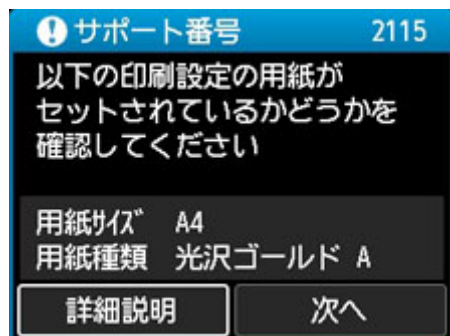 サポート番号 2115
以下の印刷設定の用紙が
セットされているかどうかを
確認してください
用紙ｻｲｽﾞ A4
用紙種類 光沢ゴールド A
詳細説明 次へ